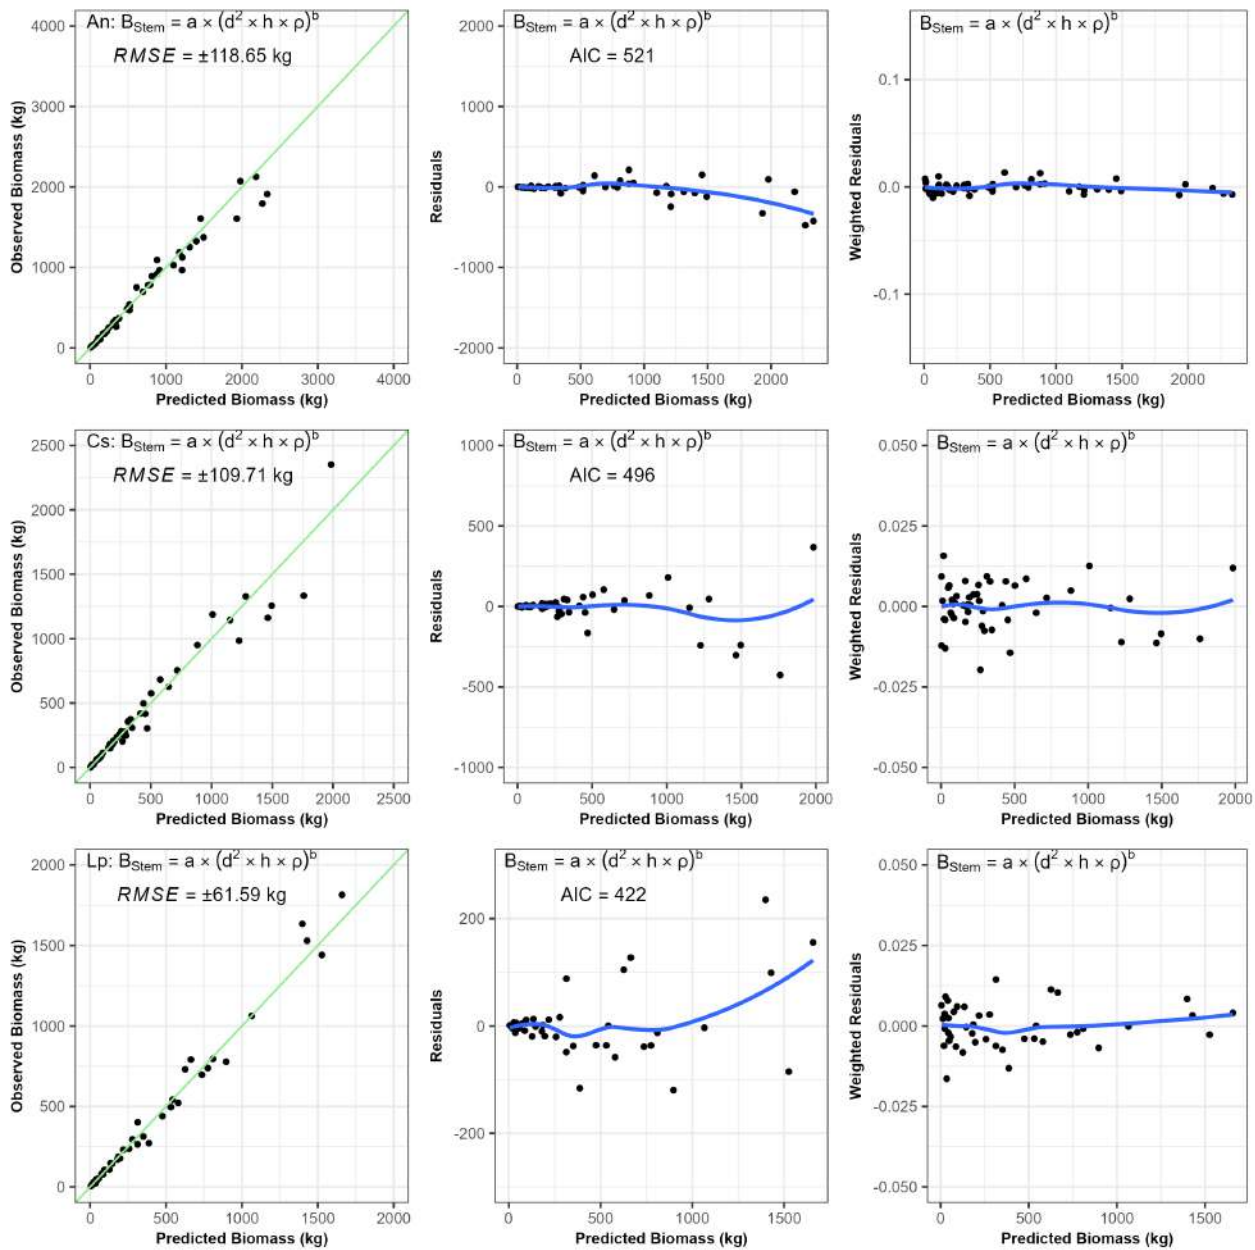 An: B_Stem = a × (d² × h × ρ)ᵇ
RMSE = ±118.65 kg
4000
3000
2000
1000
0
Observed Biomass (kg)
0 1000 2000 3000 4000
Predicted Biomass (kg)
B_Stem = a × (d² × h × ρ)ᵇ
AIC = 521
2000
1000
0
-1000
-2000
Residuals
0 500 1000 1500 2000
Predicted Biomass (kg)
B_Stem = a × (d² × h × ρ)ᵇ
0.1
0.0
-0.1
Weighted Residuals
0 500 1000 1500 2000
Predicted Biomass (kg)
Cs: B_Stem = a × (d² × h × ρ)ᵇ
RMSE = ±109.71 kg
2500
2000
1500
1000
500
0
Observed Biomass (kg)
0 500 1000 1500 2000 2500
Predicted Biomass (kg)
B_Stem = a × (d² × h × ρ)ᵇ
AIC = 496
1000
500
0
-500
-1000
Residuals
0 500 1000 1500 2000
Predicted Biomass (kg)
B_Stem = a × (d² × h × ρ)ᵇ
0.050
0.025
0.000
-0.025
-0.050
Weighted Residuals
0 500 1000 1500 2000
Predicted Biomass (kg)
Lp: B_Stem = a × (d² × h × ρ)ᵇ
RMSE = ±61.59 kg
2000
1500
1000
500
0
Observed Biomass (kg)
0 500 1000 1500 2000
Predicted Biomass (kg)
B_Stem = a × (d² × h × ρ)ᵇ
AIC = 422
200
0
-200
Residuals
0 500 1000 1500
Predicted Biomass (kg)
B_Stem = a × (d² × h × ρ)ᵇ
0.050
0.025
0.000
-0.025
-0.050
Weighted Residuals
0 500 1000 1500
Predicted Biomass (kg)